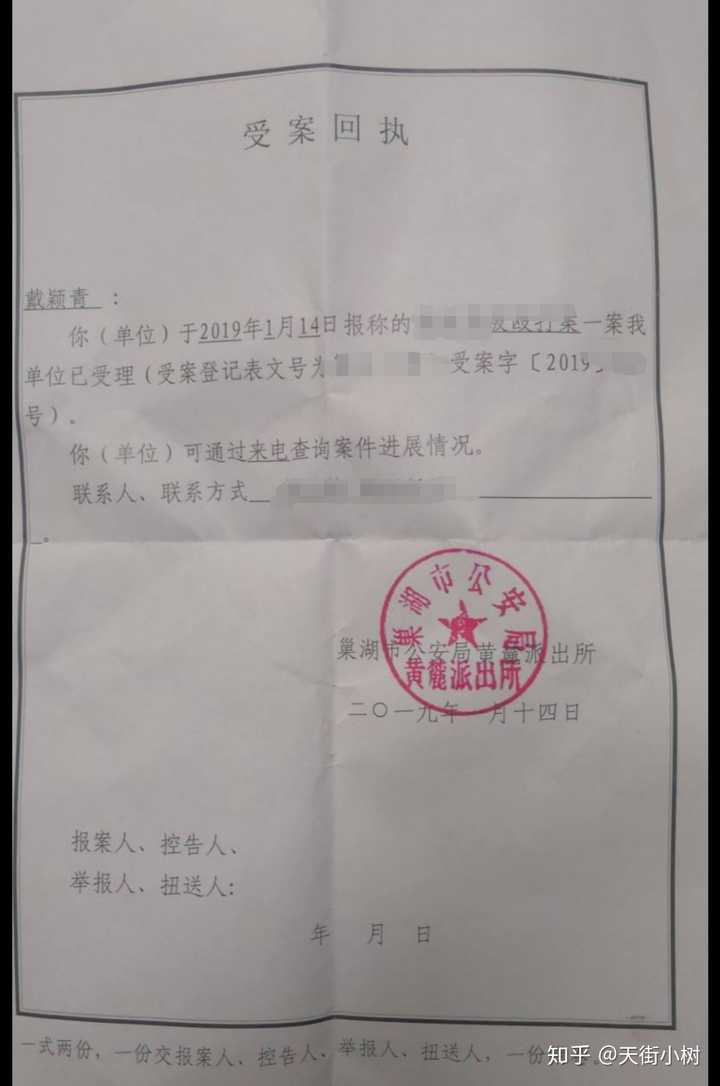 受案回执
戴颖青：
你（单位）于2019年1月14日报称的 一案我
单位已受理（受案登记表文号为 受案字〔2019〕
号）。
你（单位）可通过来电查询案件进展情况。
联系人、联系方式
。
巢湖市公安局
黄麓派出所
巢湖市公安局黄麓派出所
二〇一九年一月十四日
报案人、控告人、
举报人、扭送人：
年 月 日
一式两份，一份交报案人、控告人、举报人、扭送人，一份
知乎 @天街小树